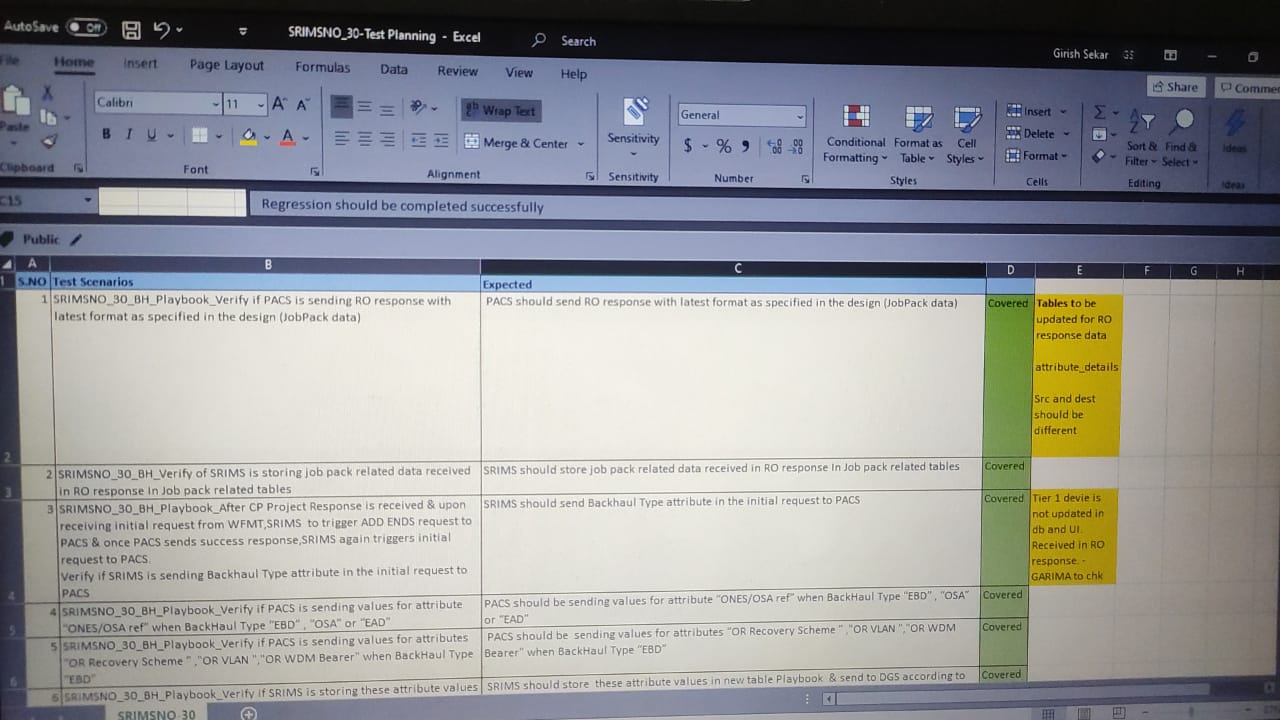 AutoSave Off SRIMSNO_30-Test Planning - Excel Search Girish Sekar GS
File Home Insert Page Layout Formulas Data Review View Help Share
Paste Calibri 11 Wrap Text General Insert
B I U Merge & Center Sensitivity $ % Conditional Formatting Format as Table Cell Styles Delete Format Sort & Filter Find & Select Ideas
Clipboard Font Alignment Sensitivity Number Styles Cells Editing Ideas
C15 Regression should be completed successfully
Public
A B C D E F G H
1 S.NO Test Scenarios Expected
1 SRIMSNO_30_BH_Playbook_Verify if PACS is sending RO response with
latest format as specified in the design (JobPack data)
PACS should send RO response with latest format as specified in the design (JobPack data)
Covered
Tables to be
updated for RO
response data
attribute_details
Src and dest
should be
different
2
2 SRIMSNO_30_BH_Verify of SRIMS is storing job pack related data received
in RO response In Job pack related tables
SRIMS should store job pack related data received in RO response In Job pack related tables
Covered
3
3 SRIMSNO_30_BH_Playbook_After CP Project Response is received & upon
receiving initial request from WFMT,SRIMS to trigger ADD ENDS request to
PACS & once PACS sends success response,SRIMS again triggers initial
request to PACS.
Verify if SRIMS is sending Backhaul Type attribute in the initial request to
PACS
SRIMS should send Backhaul Type attribute in the initial request to PACS
Covered
Tier 1 devie is
not updated in
db and UI.
Received in RO
response. -
GARIMA to chk
4
4 SRIMSNO_30_BH_Playbook_Verify if PACS is sending values for attribute
"ONES/OSA ref" when BackHaul Type "EBD" , "OSA" or "EAD"
PACS should be sending values for attribute "ONES/OSA ref" when BackHaul Type "EBD" , "OSA"
or "EAD"
Covered
5
5 SRIMSNO_30_BH_Playbook_Verify if PACS is sending values for attributes
"OR Recovery Scheme " ,"OR VLAN ","OR WDM Bearer" when BackHaul Type
"EBD"
PACS should be sending values for attributes "OR Recovery Scheme " ,"OR VLAN ","OR WDM
Bearer" when BackHaul Type "EBD"
Covered
6
6 SRIMSNO_30_BH_Playbook_Verify if SRIMS is storing these attribute values
SRIMS should store these attribute values in new table Playbook & send to DGS according to
Covered
SRIMSNO_30